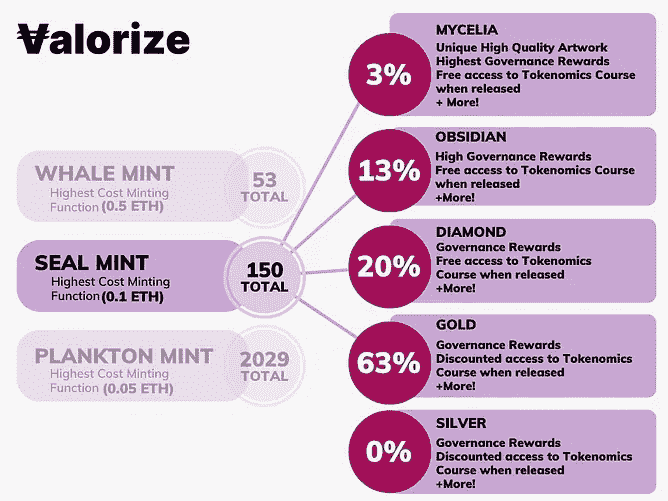 Valorize
WHALE MINT
Highest Cost Minting
Function (0.5 ETH)
53
TOTAL
SEAL MINT
Highest Cost Minting
Function (0.1 ETH)
150
TOTAL
PLANKTON MINT
Highest Cost Minting
Function (0.05 ETH)
2029
TOTAL
3%
MYCELIA
Unique High Quality Artwork
Highest Governance Rewards
Free access to Tokenomics Course
when released
+ More!
13%
OBSIDIAN
High Governance Rewards
Free access to Tokenomics Course
when released
+More!
20%
DIAMOND
Governance Rewards
Free access to Tokenomics
Course when released
+More!
63%
GOLD
Governance Rewards
Discounted access to Tokenomics
Course when released
+More!
0%
SILVER
Governance Rewards
Discounted access to Tokenomics
Course when released
+More!